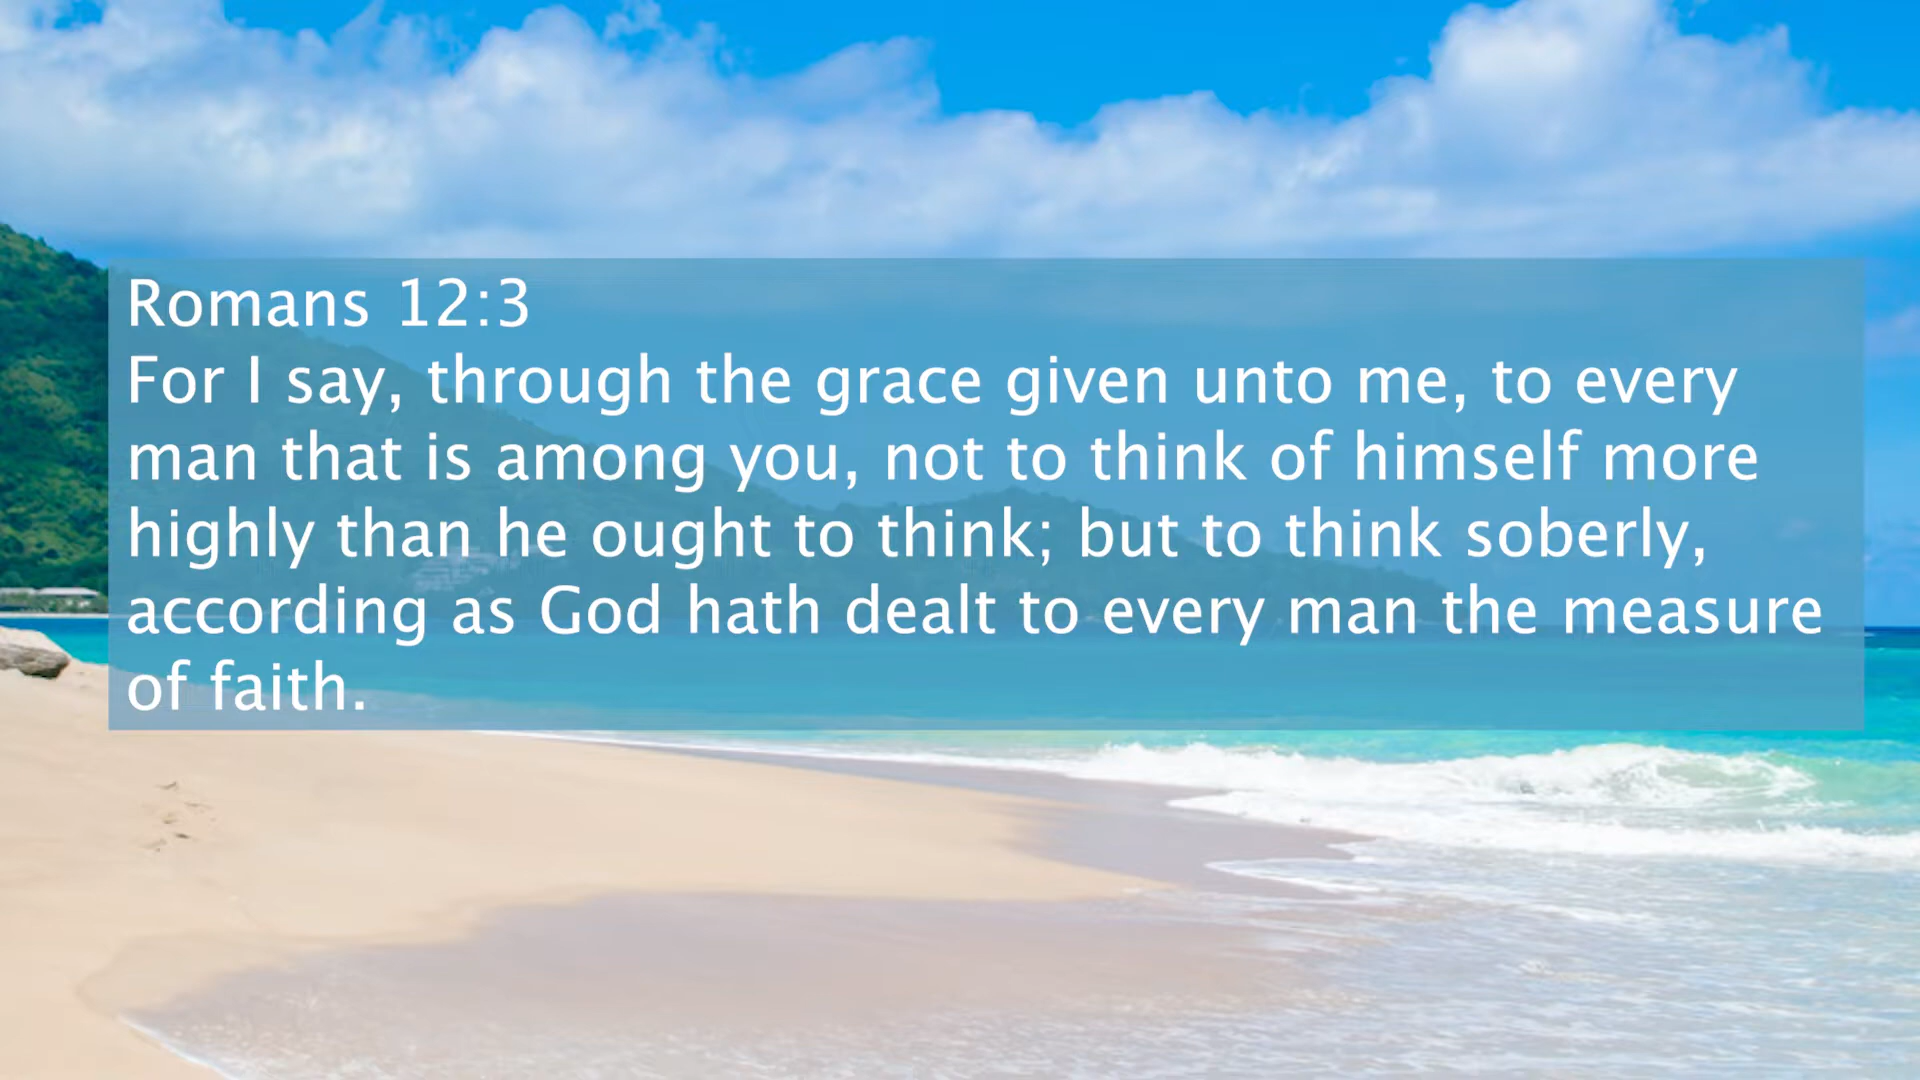 Romans 12:3
For I say, through the grace given unto me, to every
man that is among you, not to think of himself more
highly than he ought to think; but to think soberly,
according as God hath dealt to every man the measure
of faith.